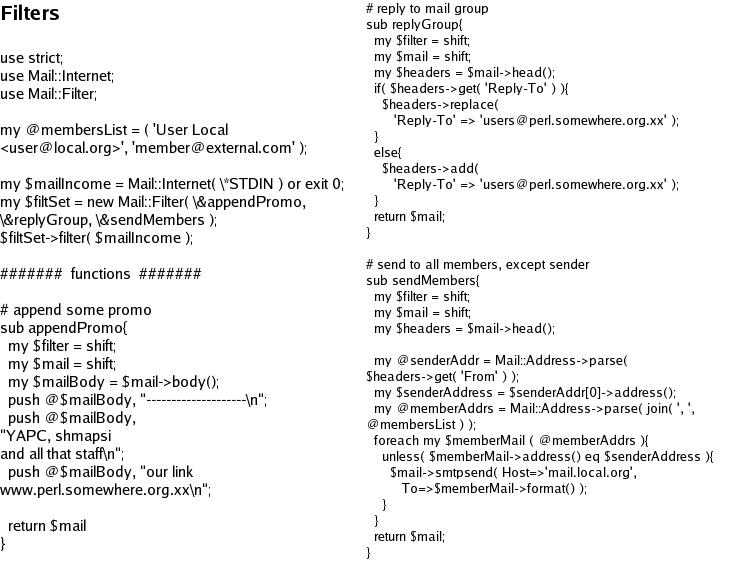 Filters
use strict;
use Mail::Internet;
use Mail::Filter;
my @membersList = ( 'User Local
<user@local.org>', 'member@external.com' );
my $mailIncome = Mail::Internet( \*STDIN ) or exit 0;
my $filtSet = new Mail::Filter( \&appendPromo,
\&replyGroup, \&sendMembers );
$filtSet->filter( $mailIncome );
####### functions #######
# append some promo
sub appendPromo{
my $filter = shift;
my $mail = shift;
my $mailBody = $mail->body();
push @$mailBody, "--------------------\n";
push @$mailBody,
"YAPC, shmapsi
and all that staff\n";
push @$mailBody, "our link
www.perl.somewhere.org.xx\n";
return $mail
}
# reply to mail group
sub replyGroup{
my $filter = shift;
my $mail = shift;
my $headers = $mail->head();
if( $headers->get( 'Reply-To' ) ){
$headers->replace(
'Reply-To' => 'users@perl.somewhere.org.xx' );
}
else{
$headers->add(
'Reply-To' => 'users@perl.somewhere.org.xx' );
}
return $mail;
}
# send to all members, except sender
sub sendMembers{
my $filter = shift;
my $mail = shift;
my $headers = $mail->head();
my @senderAddr = Mail::Address->parse(
$headers->get( 'From' ) );
my $senderAddress = $senderAddr[0]->address();
my @memberAddrs = Mail::Address->parse( join( ', ',
@membersList ) );
foreach my $memberMail ( @memberAddrs ){
unless( $memberMail->address() eq $senderAddress ){
$mail->smtpsend( Host=>'mail.local.org',
To=>$memberMail->format() );
}
}
return $mail;
}